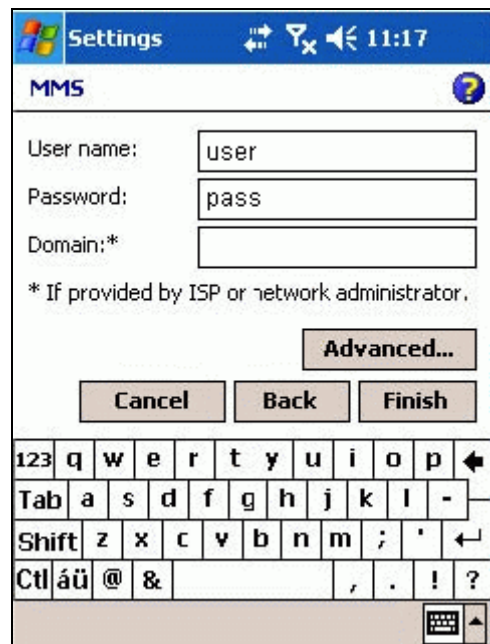 Settings 11:17
MMS ?
User name: user
Password: pass
Domain:*
* If provided by ISP or network administrator.
Advanced...
Cancel Back Finish
123 q w e r t y u i o p
Tab a s d f g h j k l -
Shift z x c v b n m ; '
Ctl áü @ & , . ! ?